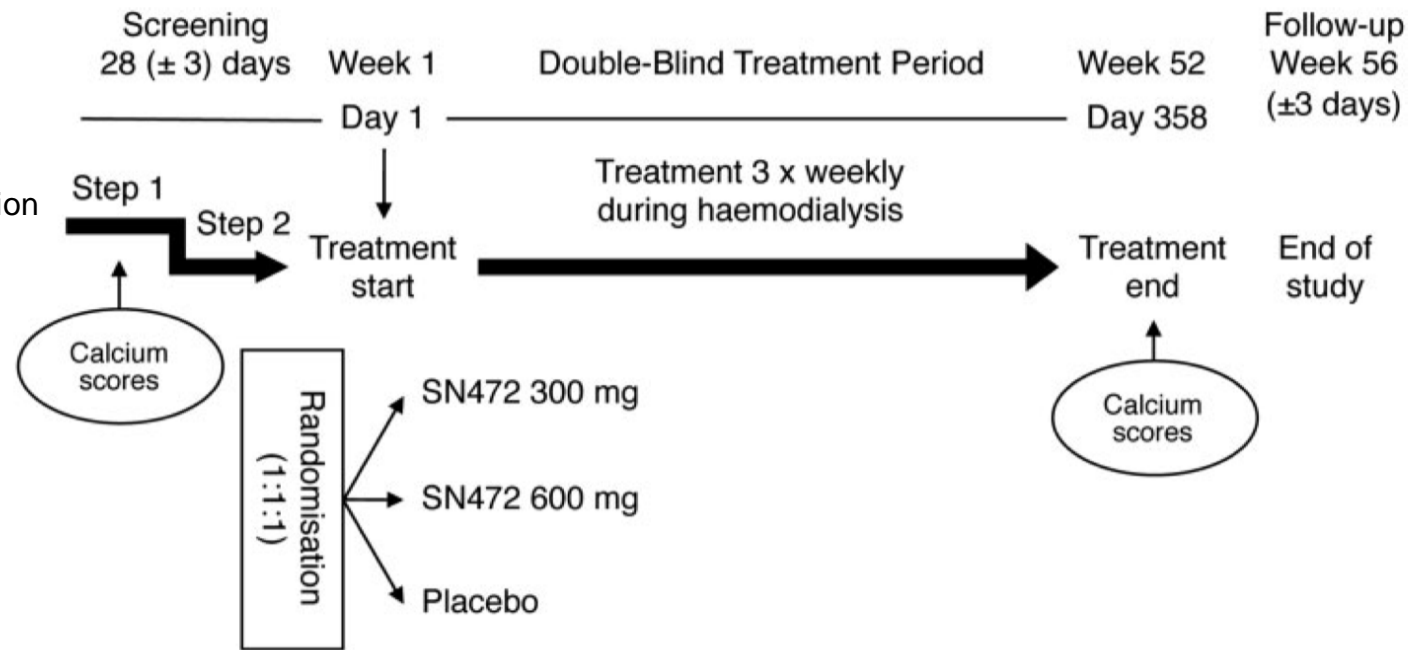 Screening
28 (± 3) days
Week 1
Double-Blind Treatment Period
Week 52
Follow-up
Week 56
(±3 days)
Day 1
Day 358
ion
Step 1
Step 2
Treatment
start
Treatment 3 x weekly
during haemodialysis
Treatment
end
End of
study
Calcium
scores
Randomisation
(1:1:1)
SN472 300 mg
SN472 600 mg
Placebo
Calcium
scores